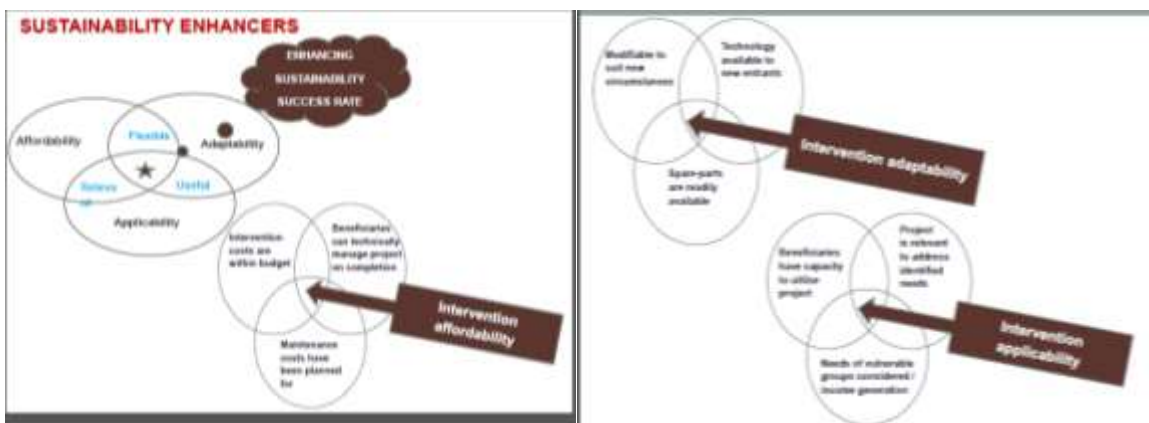 SUSTAINABILITY ENHANCERS
ENHANCING
SUSTAINABILITY
SUCCESS RATE
Affordability
Flexible
Adaptability
Useful
Applicability
Intervention
costs are
within budget
Beneficiaries
can technically
manage project
on completion
Maintenance
costs have
been planned
for
Intervention
affordability
Modifiable to
suit new
circumstances
Technology
available to
new entrants
Spare-parts
are readily
available
Intervention adaptability
Beneficiaries
have capacity
to utilise
project
Project
is relevant
to address
identified
needs
Needs of vulnerable
groups considered /
income generation
Intervention
applicability